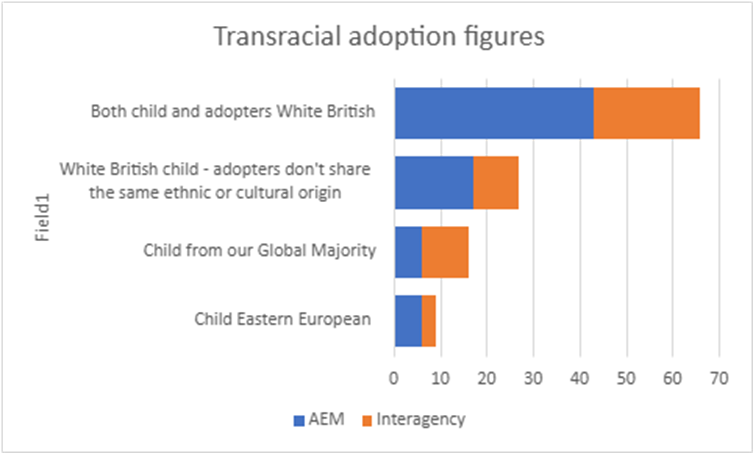 Transracial adoption figures
Both child and adopters White British
White British child - adopters don't share
the same ethnic or cultural origin
Child from our Global Majority
Child Eastern European
Field1
0 10 20 30 40 50 60 70
AEM Interagency